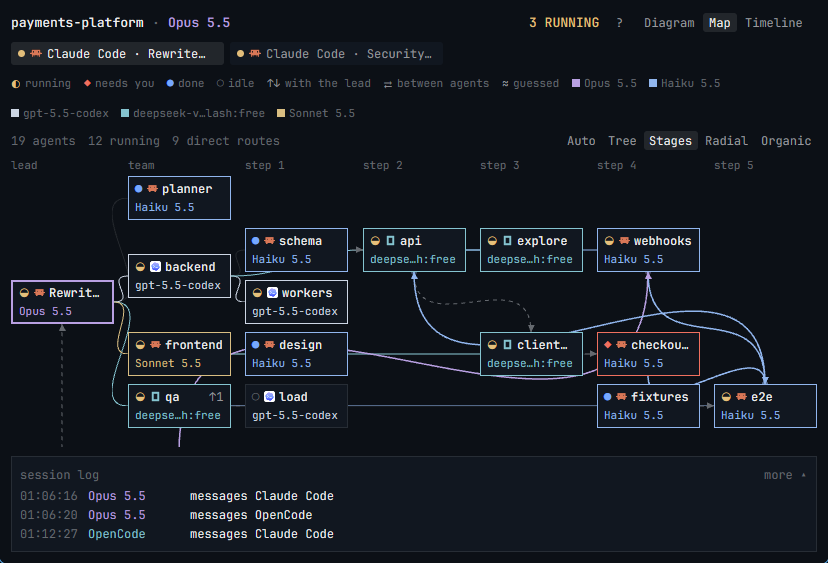 payments-platform · Opus 5.5 3 RUNNING ? Diagram Map Timeline
Claude Code · Rewrite… Claude Code · Security…
running needs you done idle ↑↓ with the lead ⇄ between agents ≈ guessed Opus 5.5 Haiku 5.5
gpt-5.5-codex deepseek-v…lash:free Sonnet 5.5
19 agents 12 running 9 direct routes Auto Tree Stages Radial Organic
lead team step 1 step 2 step 3 step 4 step 5
planner
Haiku 5.5
schema
Haiku 5.5
api
deepse…h:free
explore
deepse…h:free
webhooks
Haiku 5.5
backend
gpt-5.5-codex
Rewrit…
Opus 5.5
workers
gpt-5.5-codex
frontend
Sonnet 5.5
design
Haiku 5.5
client…
deepse…h:free
checkou…
Haiku 5.5
qa ↑1
deepse…h:free
load
gpt-5.5-codex
fixtures
Haiku 5.5
e2e
Haiku 5.5
session log more
01:06:16 Opus 5.5 messages Claude Code
01:06:20 Opus 5.5 messages OpenCode
01:12:27 OpenCode messages Claude Code